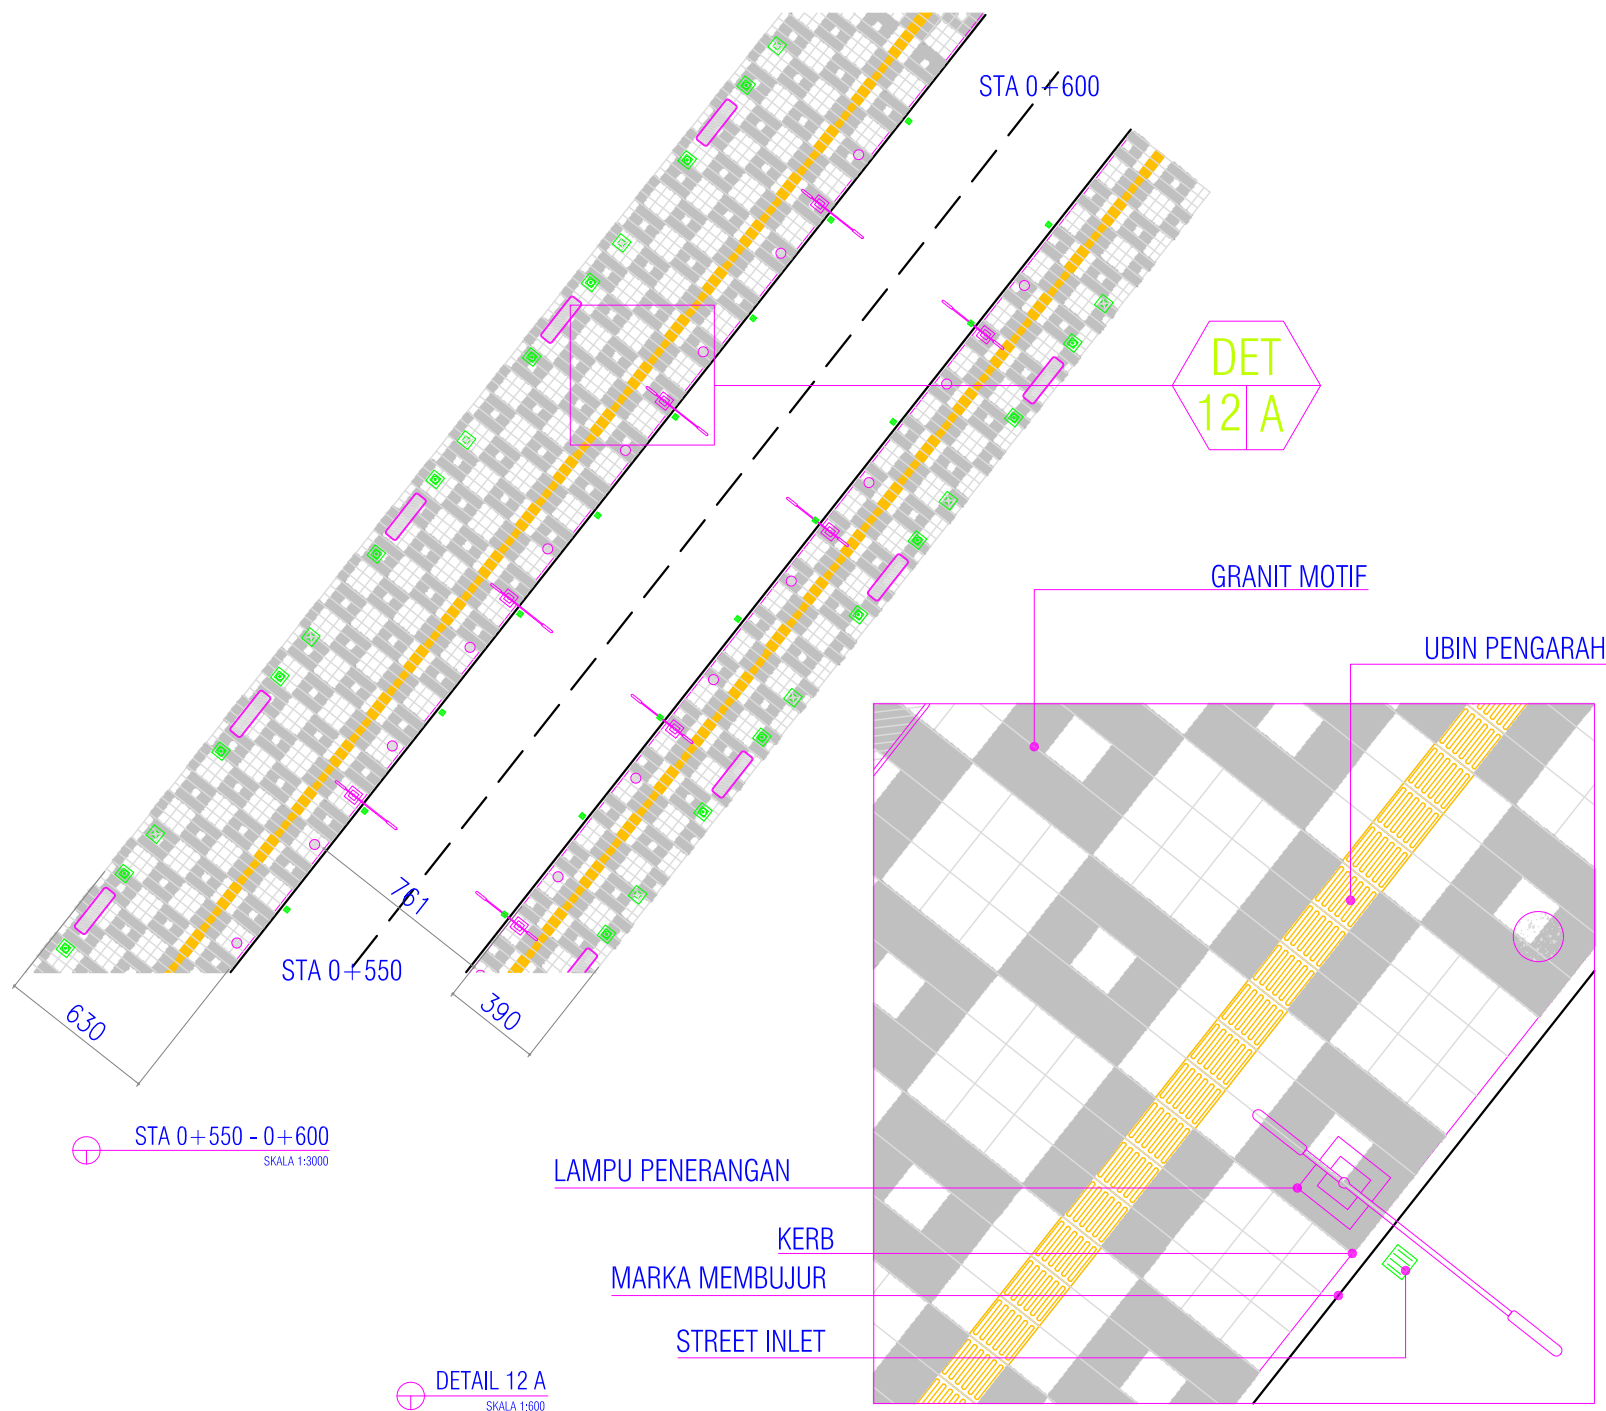 STA 0+600
DET
12 A
GRANIT MOTIF
UBIN PENGARAH
761
STA 0+550
630
390
STA 0+550 - 0+600
SKALA 1:3000
LAMPU PENERANGAN
KERB
MARKA MEMBUJUR
STREET INLET
DETAIL 12 A
SKALA 1:600